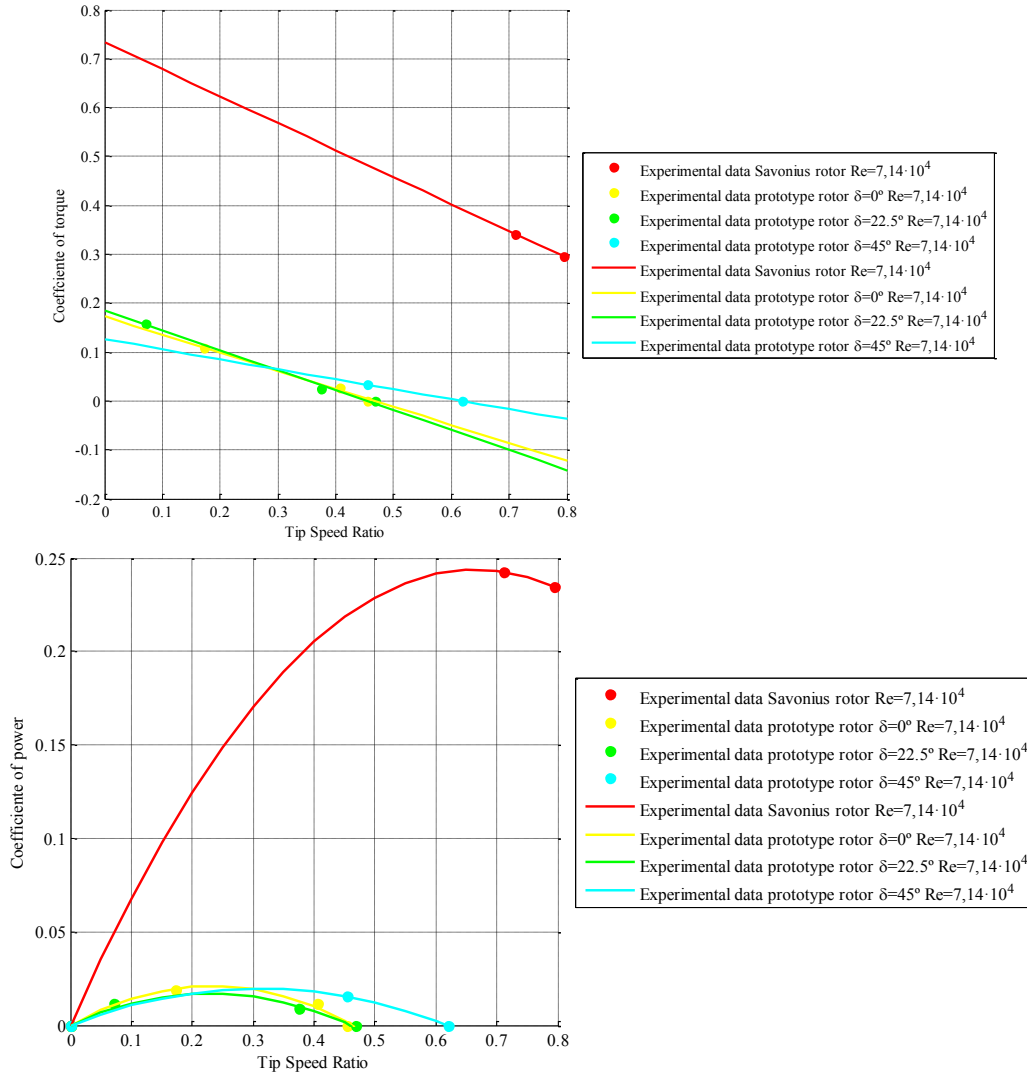 0.8
0.7
0.6
0.5
0.4
0.3
0.2
0.1
0
-0.1
-0.2
Coeffciente of torque
0 0.1 0.2 0.3 0.4 0.5 0.6 0.7 0.8
Tip Speed Ratio
Experimental data Savonius rotor Re=7,14·10⁴
Experimental data prototype rotor δ=0º Re=7,14·10⁴
Experimental data prototype rotor δ=22.5º Re=7,14·10⁴
Experimental data prototype rotor δ=45º Re=7,14·10⁴
Experimental data Savonius rotor Re=7,14·10⁴
Experimental data prototype rotor δ=0º Re=7,14·10⁴
Experimental data prototype rotor δ=22.5º Re=7,14·10⁴
Experimental data prototype rotor δ=45º Re=7,14·10⁴
0.25
0.2
0.15
0.1
0.05
0
Coefficiente of power
0 0.1 0.2 0.3 0.4 0.5 0.6 0.7 0.8
Tip Speed Ratio
Experimental data Savonius rotor Re=7,14·10⁴
Experimental data prototype rotor δ=0º Re=7,14·10⁴
Experimental data prototype rotor δ=22.5º Re=7,14·10⁴
Experimental data prototype rotor δ=45º Re=7,14·10⁴
Experimental data Savonius rotor Re=7,14·10⁴
Experimental data prototype rotor δ=0º Re=7,14·10⁴
Experimental data prototype rotor δ=22.5º Re=7,14·10⁴
Experimental data prototype rotor δ=45º Re=7,14·10⁴